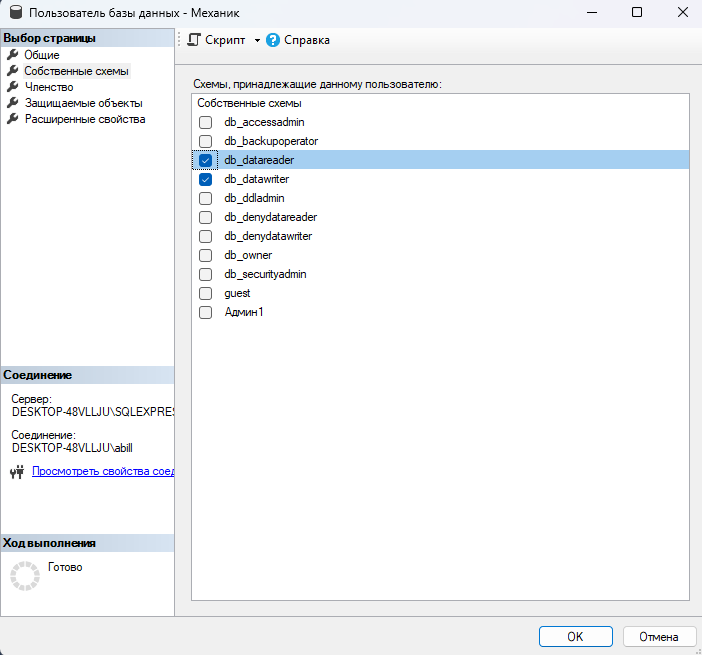 Пользователь базы данных - Механик
Выбор страницы
Общие
Собственные схемы
Членство
Защищаемые объекты
Расширенные свойства
Скрипт
Справка
Схемы, принадлежащие данному пользователю:
Собственные схемы
db_accessadmin
db_backupoperator
db_datareader
db_datawriter
db_ddladmin
db_denydatareader
db_denydatawriter
db_owner
db_securityadmin
guest
Админ1
Соединение
Сервер:
DESKTOP-48VLLJU\SQLEXPRES
Соединение:
DESKTOP-48VLLJU\abill
Просмотреть свойства соед
Ход выполнения
Готово
OK
Отмена